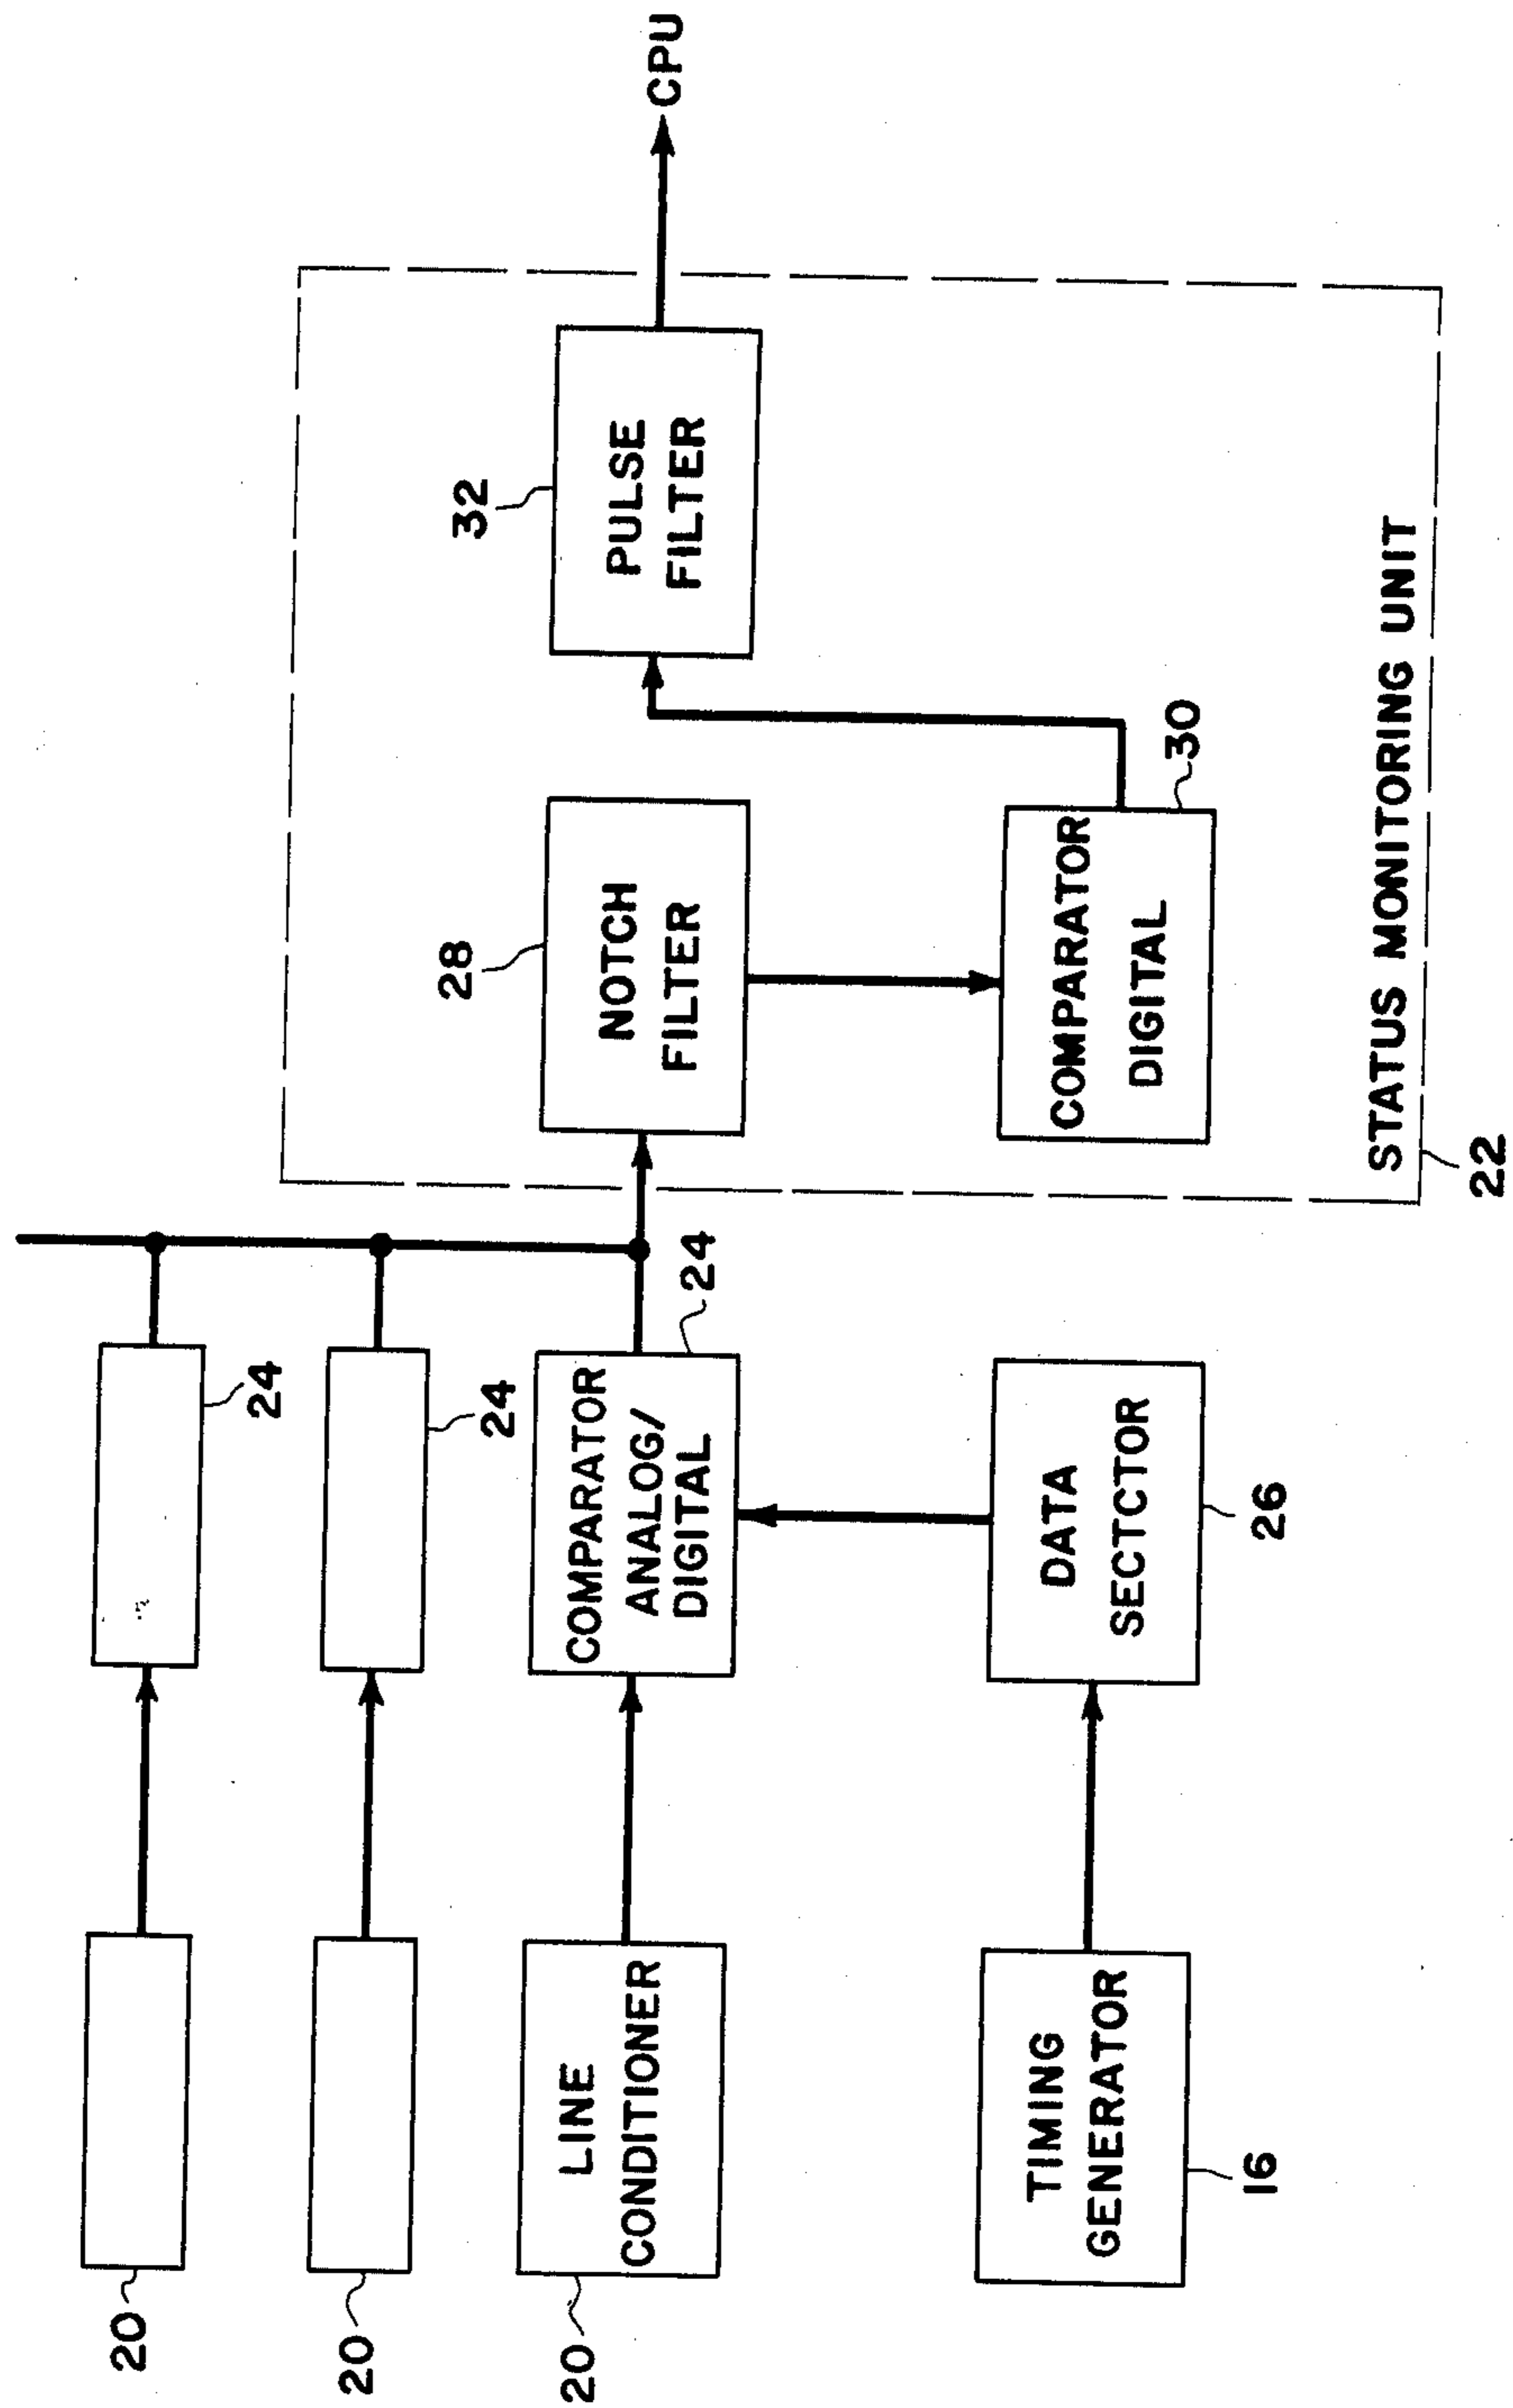 20
24
20
24
LINE
CONDITIONER
20
COMPARATOR
ANALOG/
DIGITAL
24
28
NOTCH
FILTER
32
PULSE
FILTER
CPU
TIMING
GENERATOR
16
DATA
SECTCTOR
26
COMPARATOR
DIGITAL
30
STATUS MONITORING UNIT
22